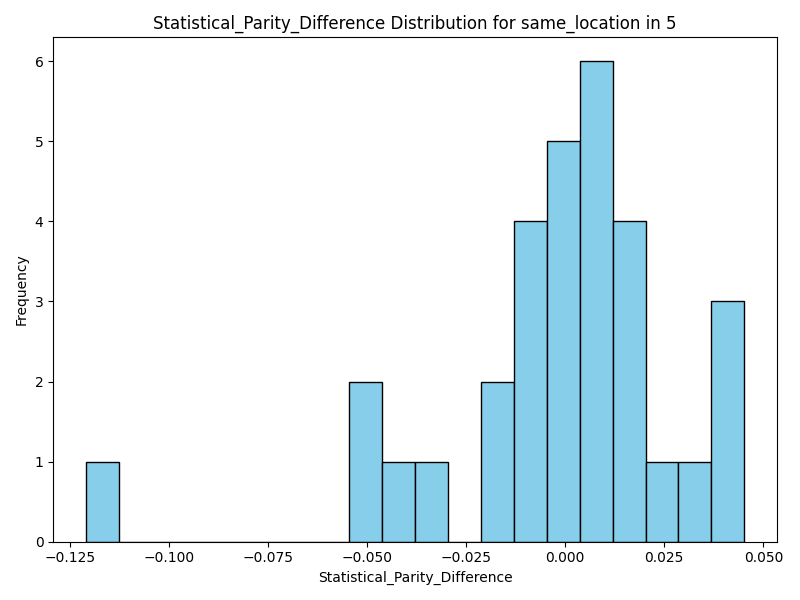 Statistical_Parity_Difference Distribution for same_location in 5
Frequency
6
5
4
3
2
1
0
−0.125 −0.100 −0.075 −0.050 −0.025 0.000 0.025 0.050
Statistical_Parity_Difference